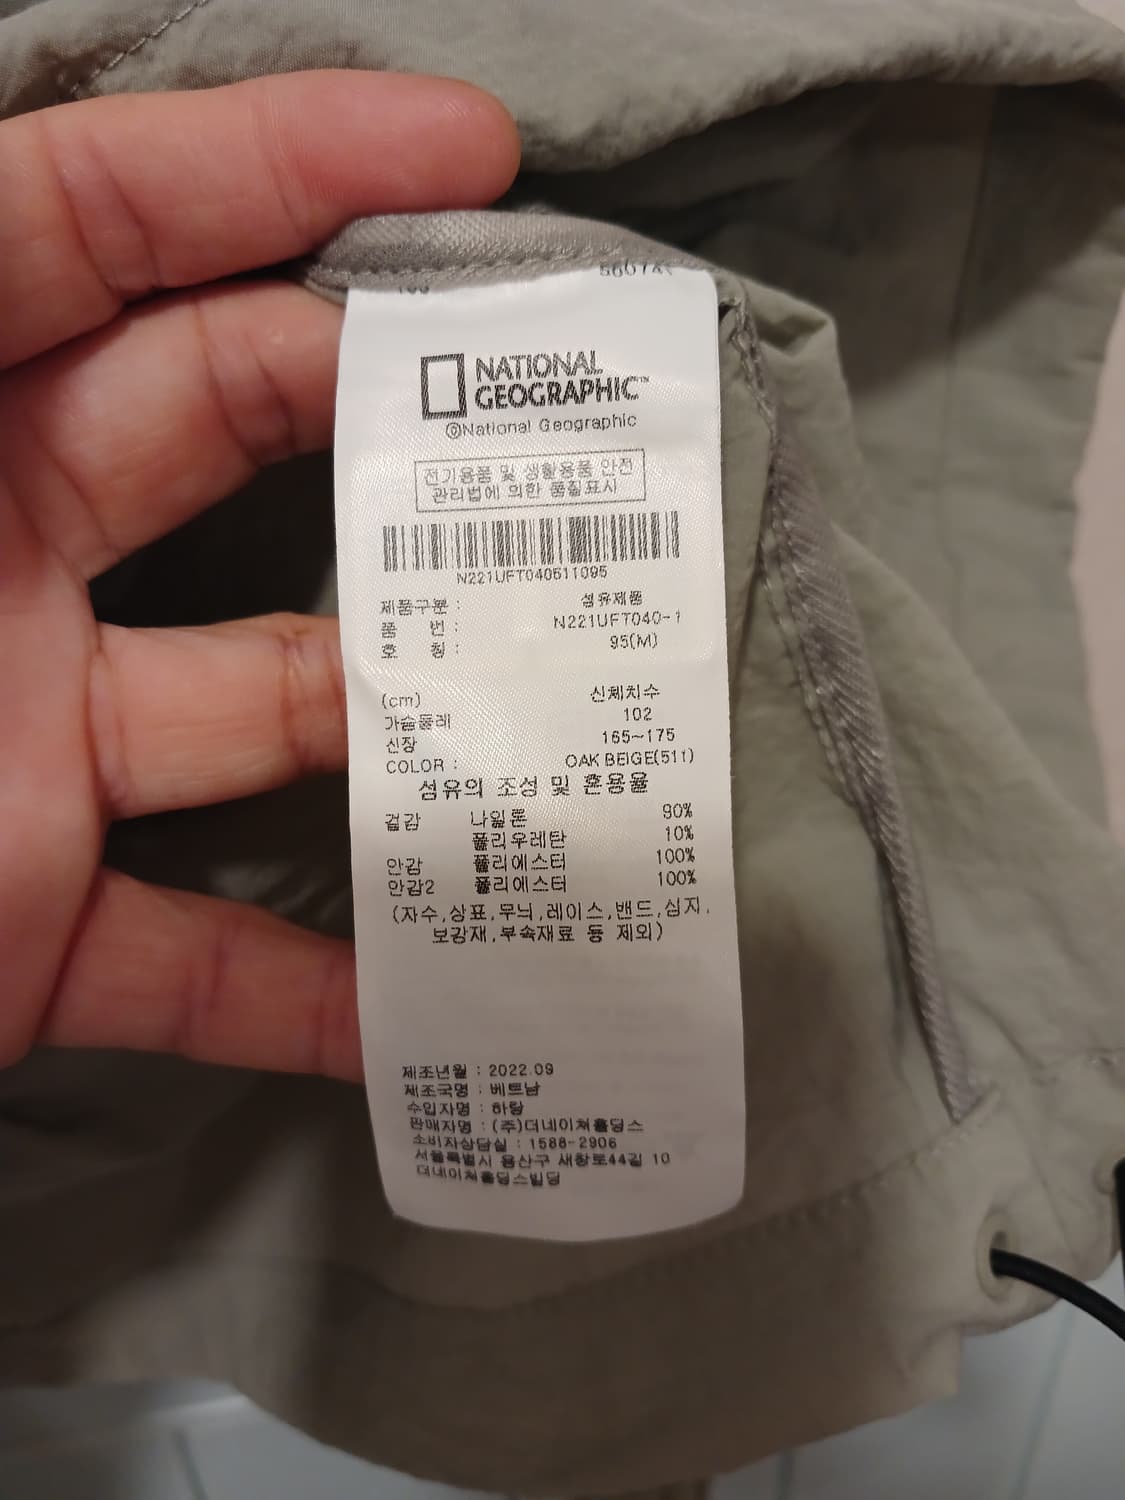 NATIONAL
GEOGRAPHIC™
ⓒNational Geographic
전기용품 및 생활용품 안전
관리법에 의한 품질표시
N221UFT040511095
제품구분 : 섬유제품
품 번 : N221UFT040-1
호 칭 : 95(M)
(cm) 신체치수
가슴둘레 102
신장 165~175
COLOR : OAK BEIGE(511)
섬유의 조성 및 혼용율
겉감 나일론 90%
폴리우레탄 10%
안감 폴리에스터 100%
안감2 폴리에스터 100%
(자수,상표,무늬,레이스,밴드,심지,
보강재,부속재료 등 제외)
제조년월 : 2022.09
제조국명 : 베트남
수입자명 : 하랑
판매자명 : (주)더네이쳐홀딩스
소비자상담실 : 1588-2906
서울특별시 용산구 새창로44길 10
더네이쳐홀딩스빌딩